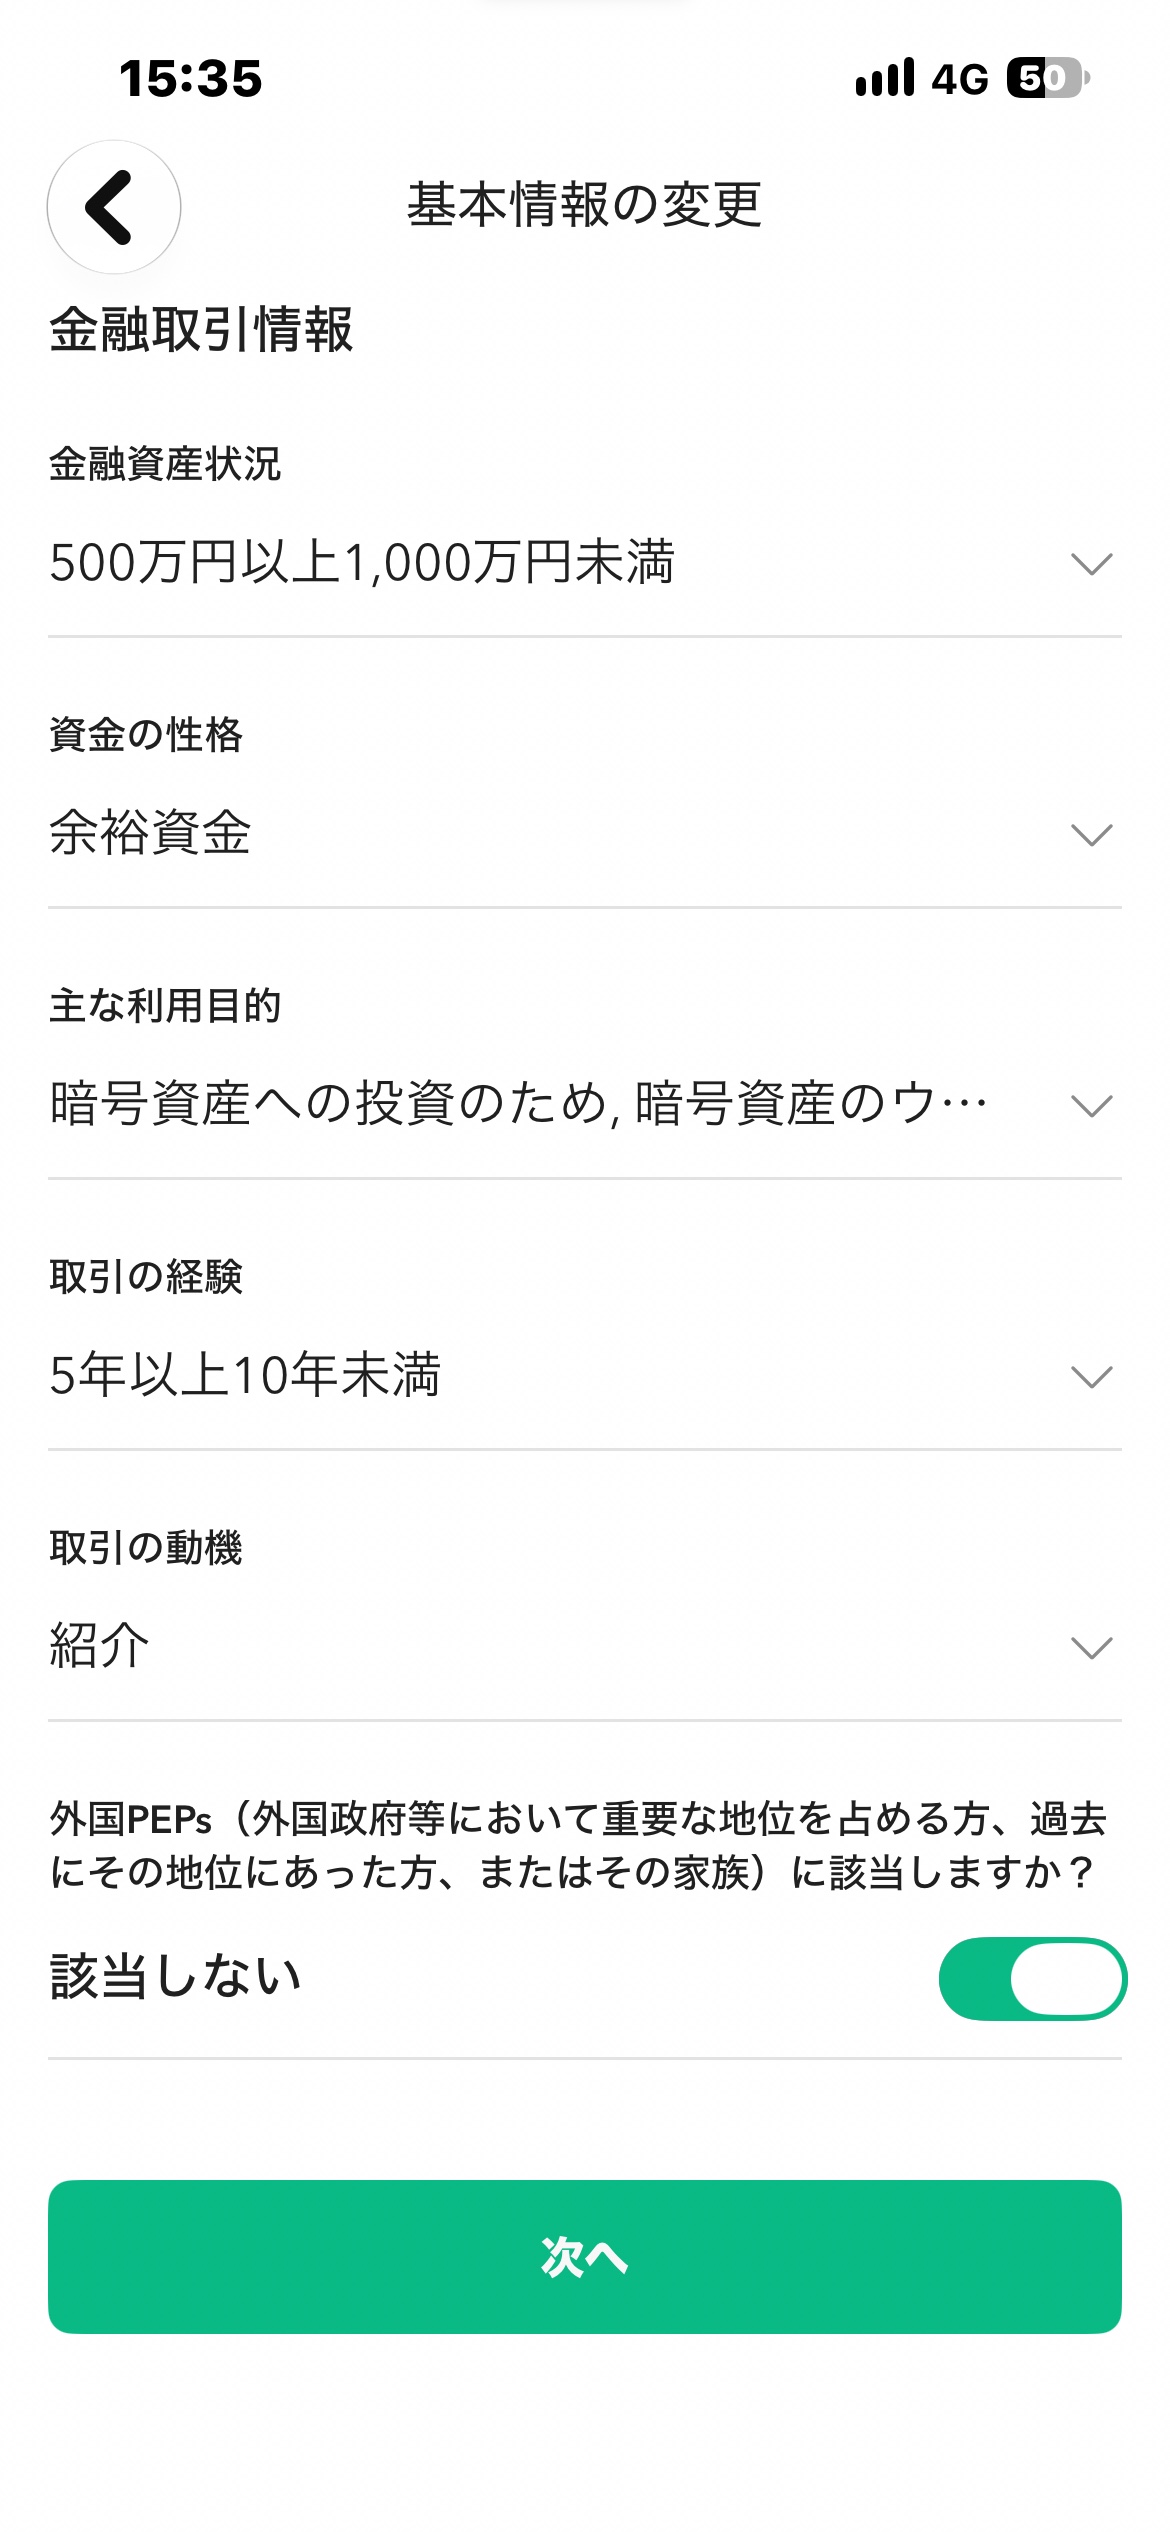 15:35 4G 50
基本情報の変更
金融取引情報
金融資産状況
500万円以上1,000万円未満
資金の性格
余裕資金
主な利用目的
暗号資産への投資のため, 暗号資産のウ…
取引の経験
5年以上10年未満
取引の動機
紹介
外国PEPs（外国政府等において重要な地位を占める方、過去
にその地位にあった方、またはその家族）に該当しますか？
該当しない
次へ